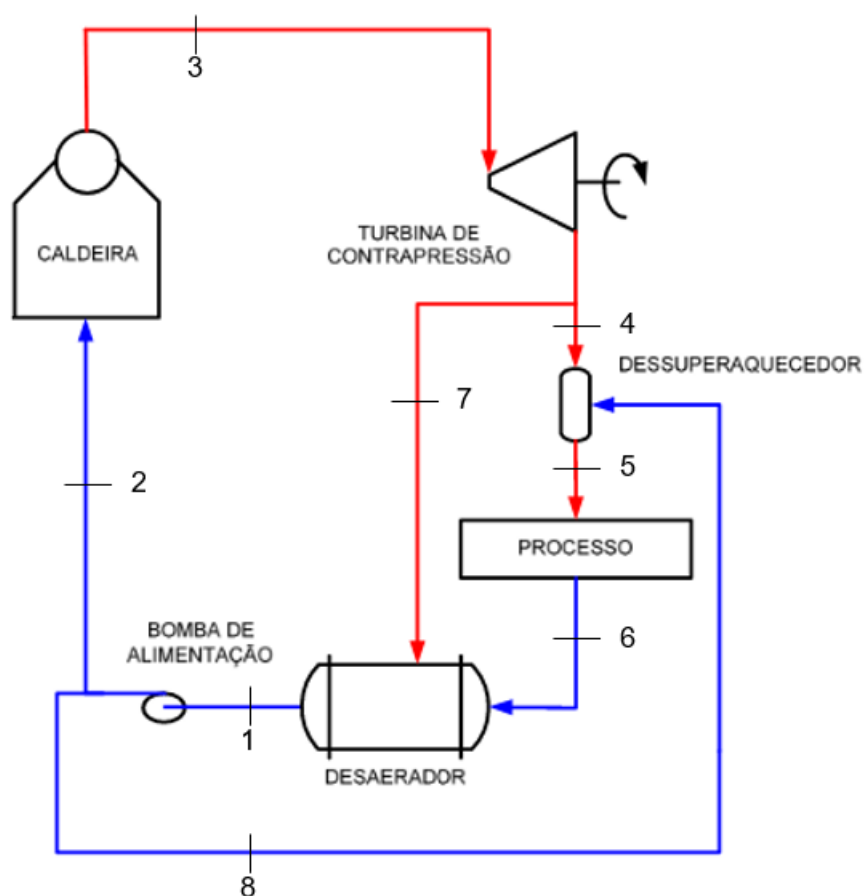 3
CALDEIRA
TURBINA DE
CONTRAPRESSÃO
4
DESSUPERAQUECEDOR
7
5
2
PROCESSO
BOMBA DE
ALIMENTAÇÃO
6
1
DESAERADOR
8